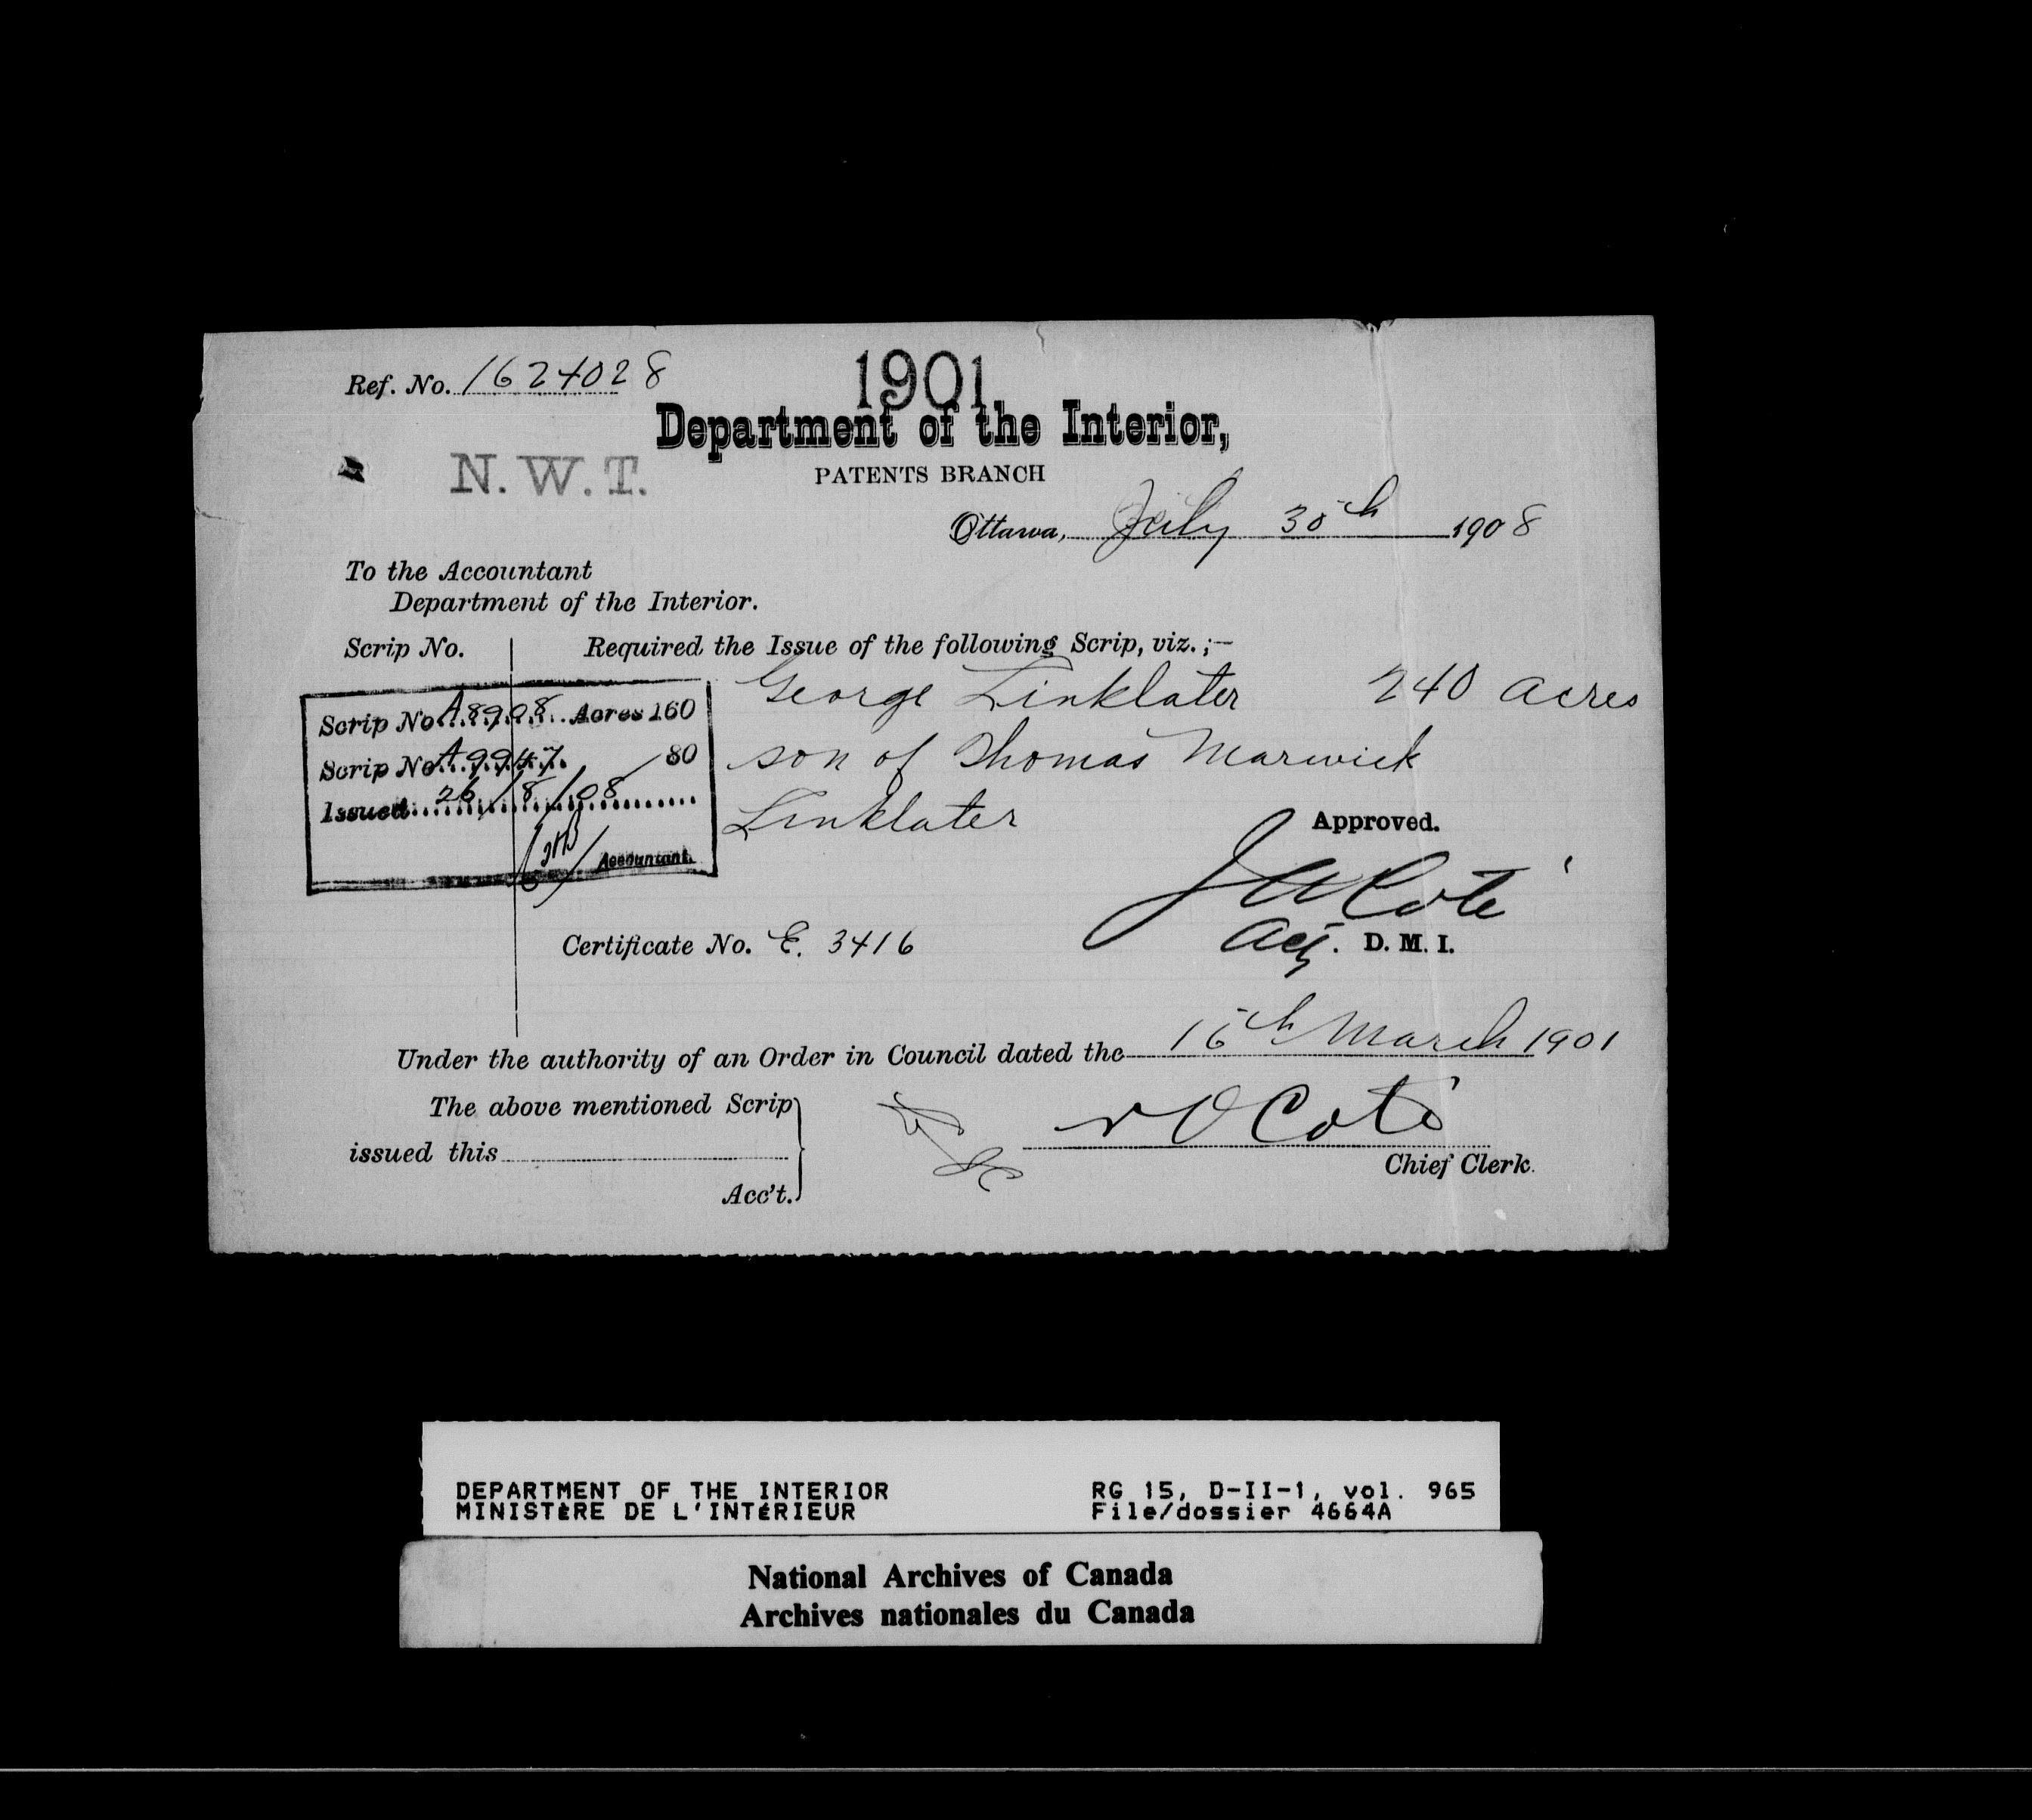 Ref. No. 1624028
1901
Department of the Interior,
N.W.T.
PATENTS BRANCH
Ottawa, July 30th 1908
To the Accountant
Department of the Interior.
Scrip No.
Required the Issue of the following Scrip, viz.;—
Scrip No. A8908 Acres 160
Scrip No. A9947 80
Issued 26/8/08
Accountant.
George Linklater 240 acres
son of Thomas Marwick
Linklater
Approved.
J A Coté
Actg. D. M. I.
Certificate No. E. 3416
Under the authority of an Order in Council dated the 16th March 1901
The above mentioned Scrip
issued this
Acc't.
N O Coté
Chief Clerk.
DEPARTMENT OF THE INTERIOR RG 15, D-II-1, vol. 965
MINISTÈRE DE L'INTÉRIEUR File/dossier 4664A
National Archives of Canada
Archives nationales du Canada